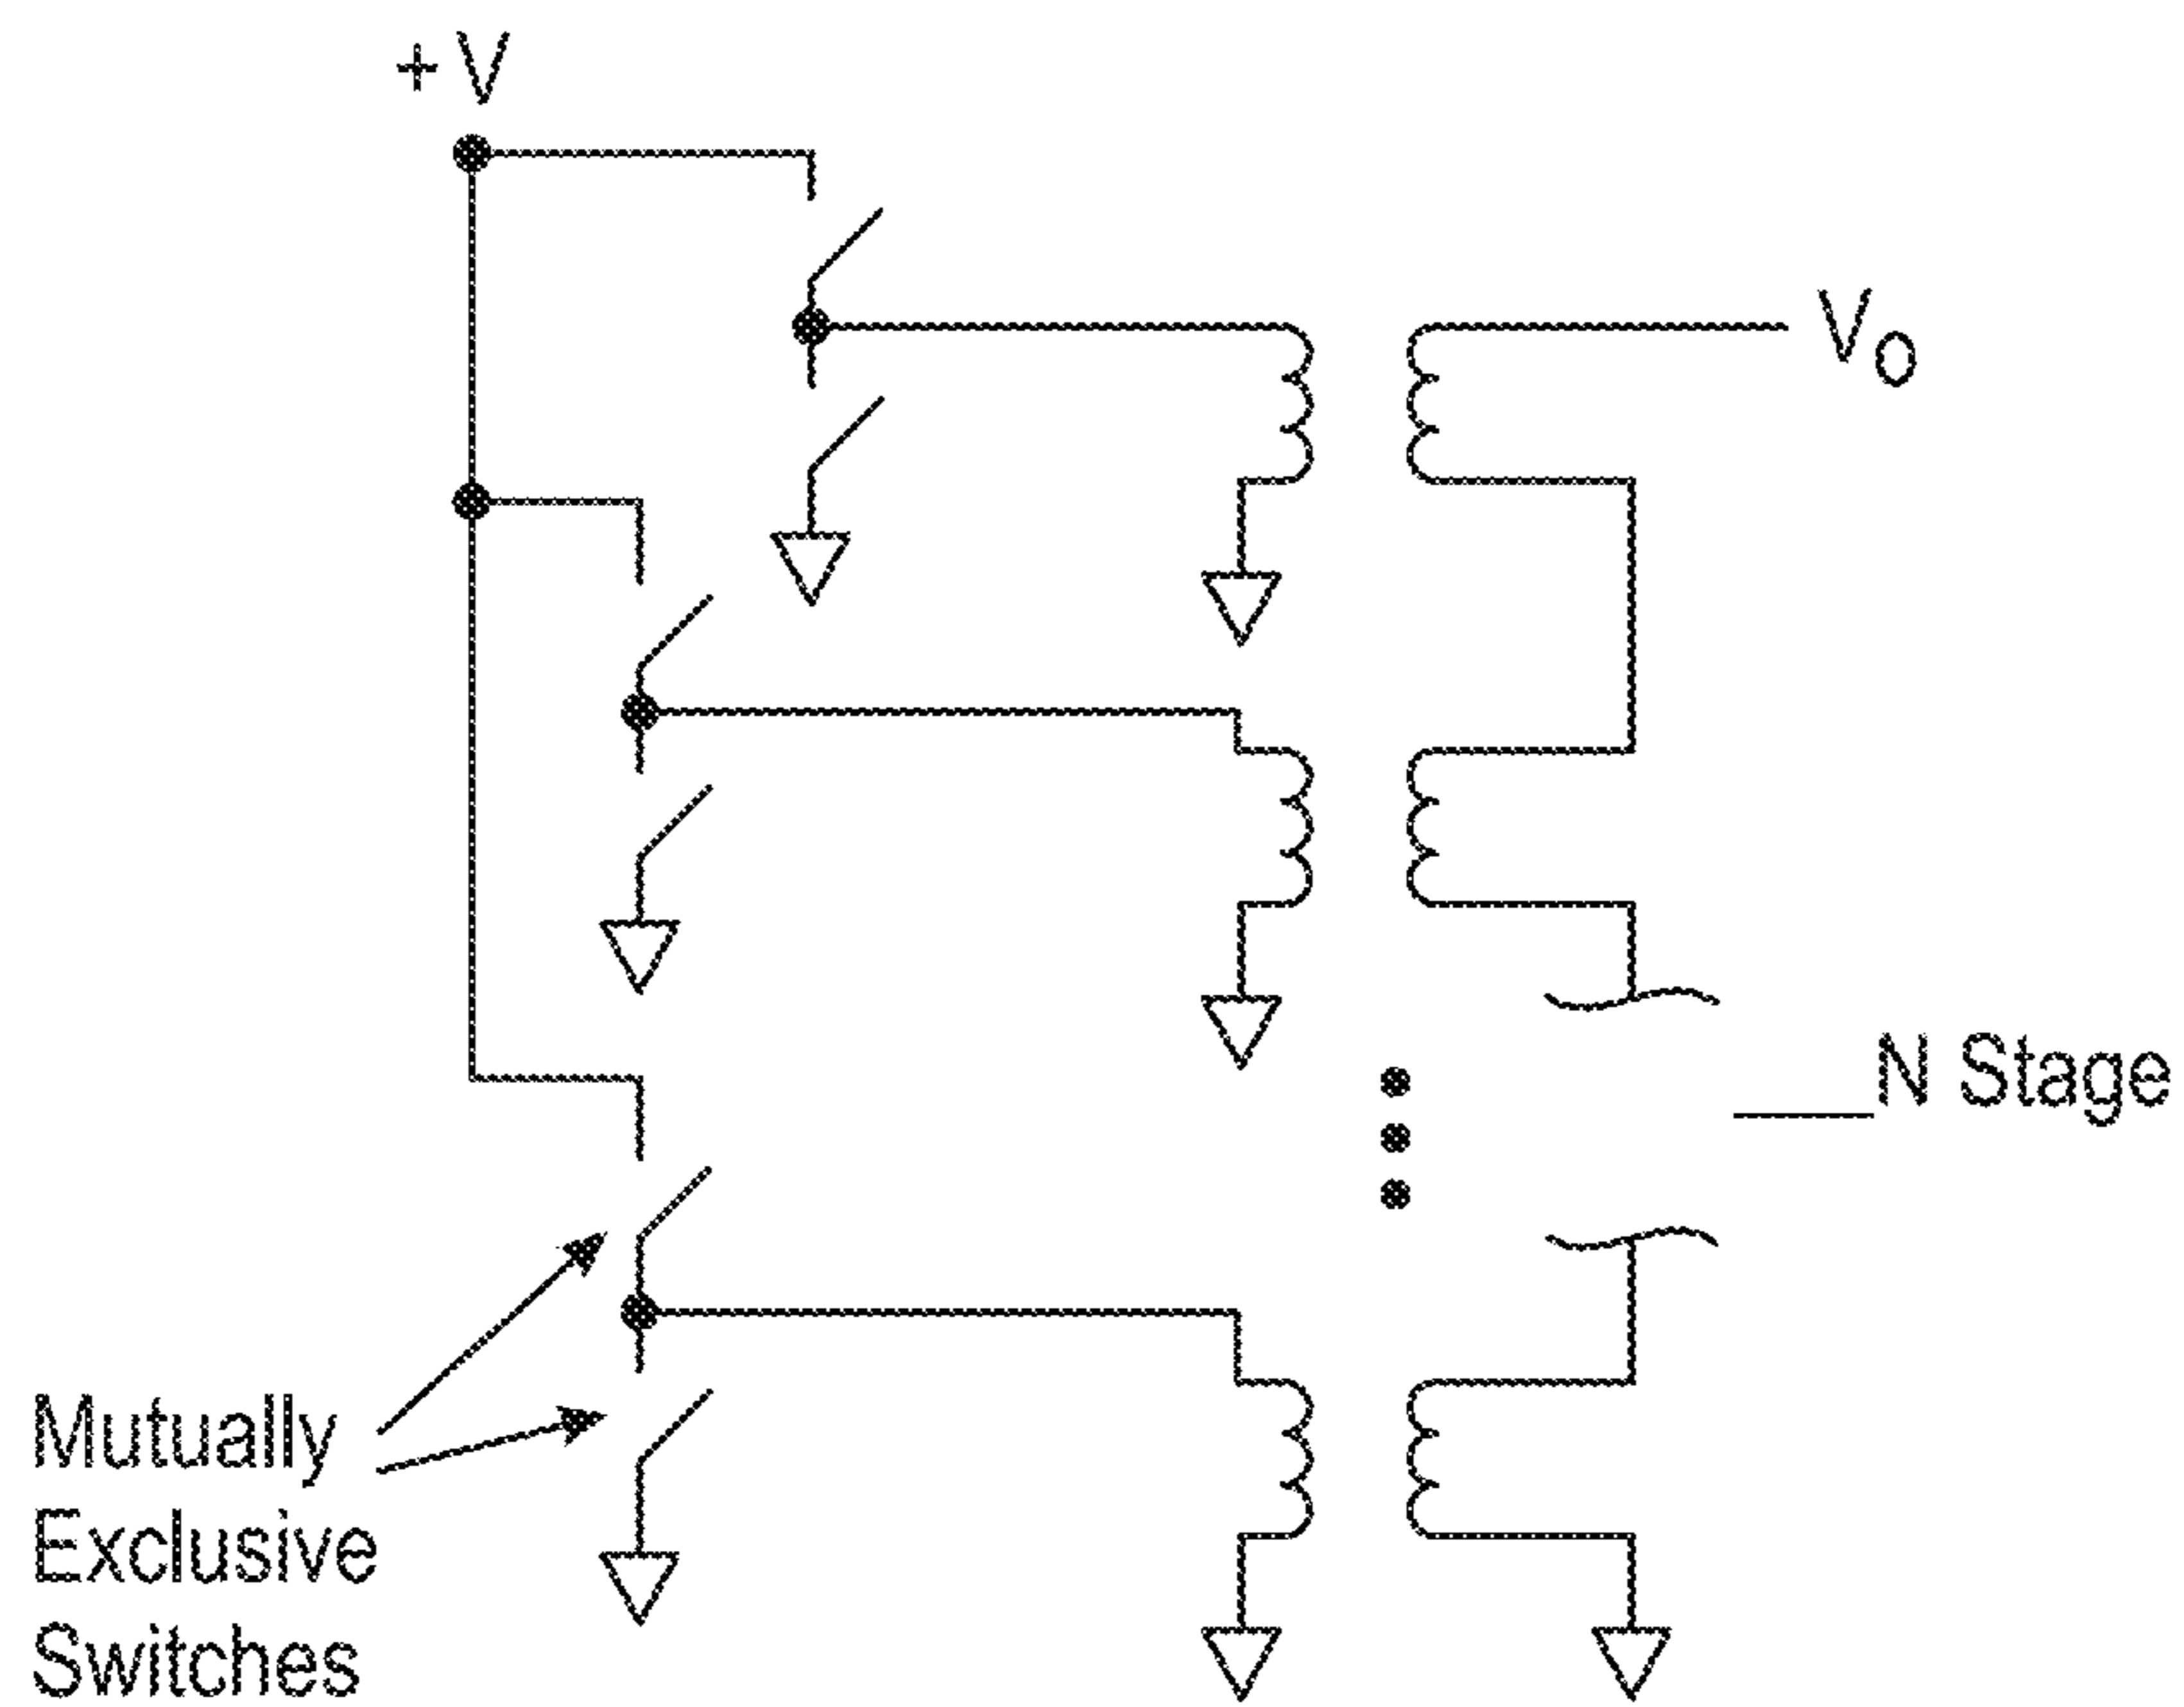 + V
VO
N Stage
Mutually
Exclusive
Switches